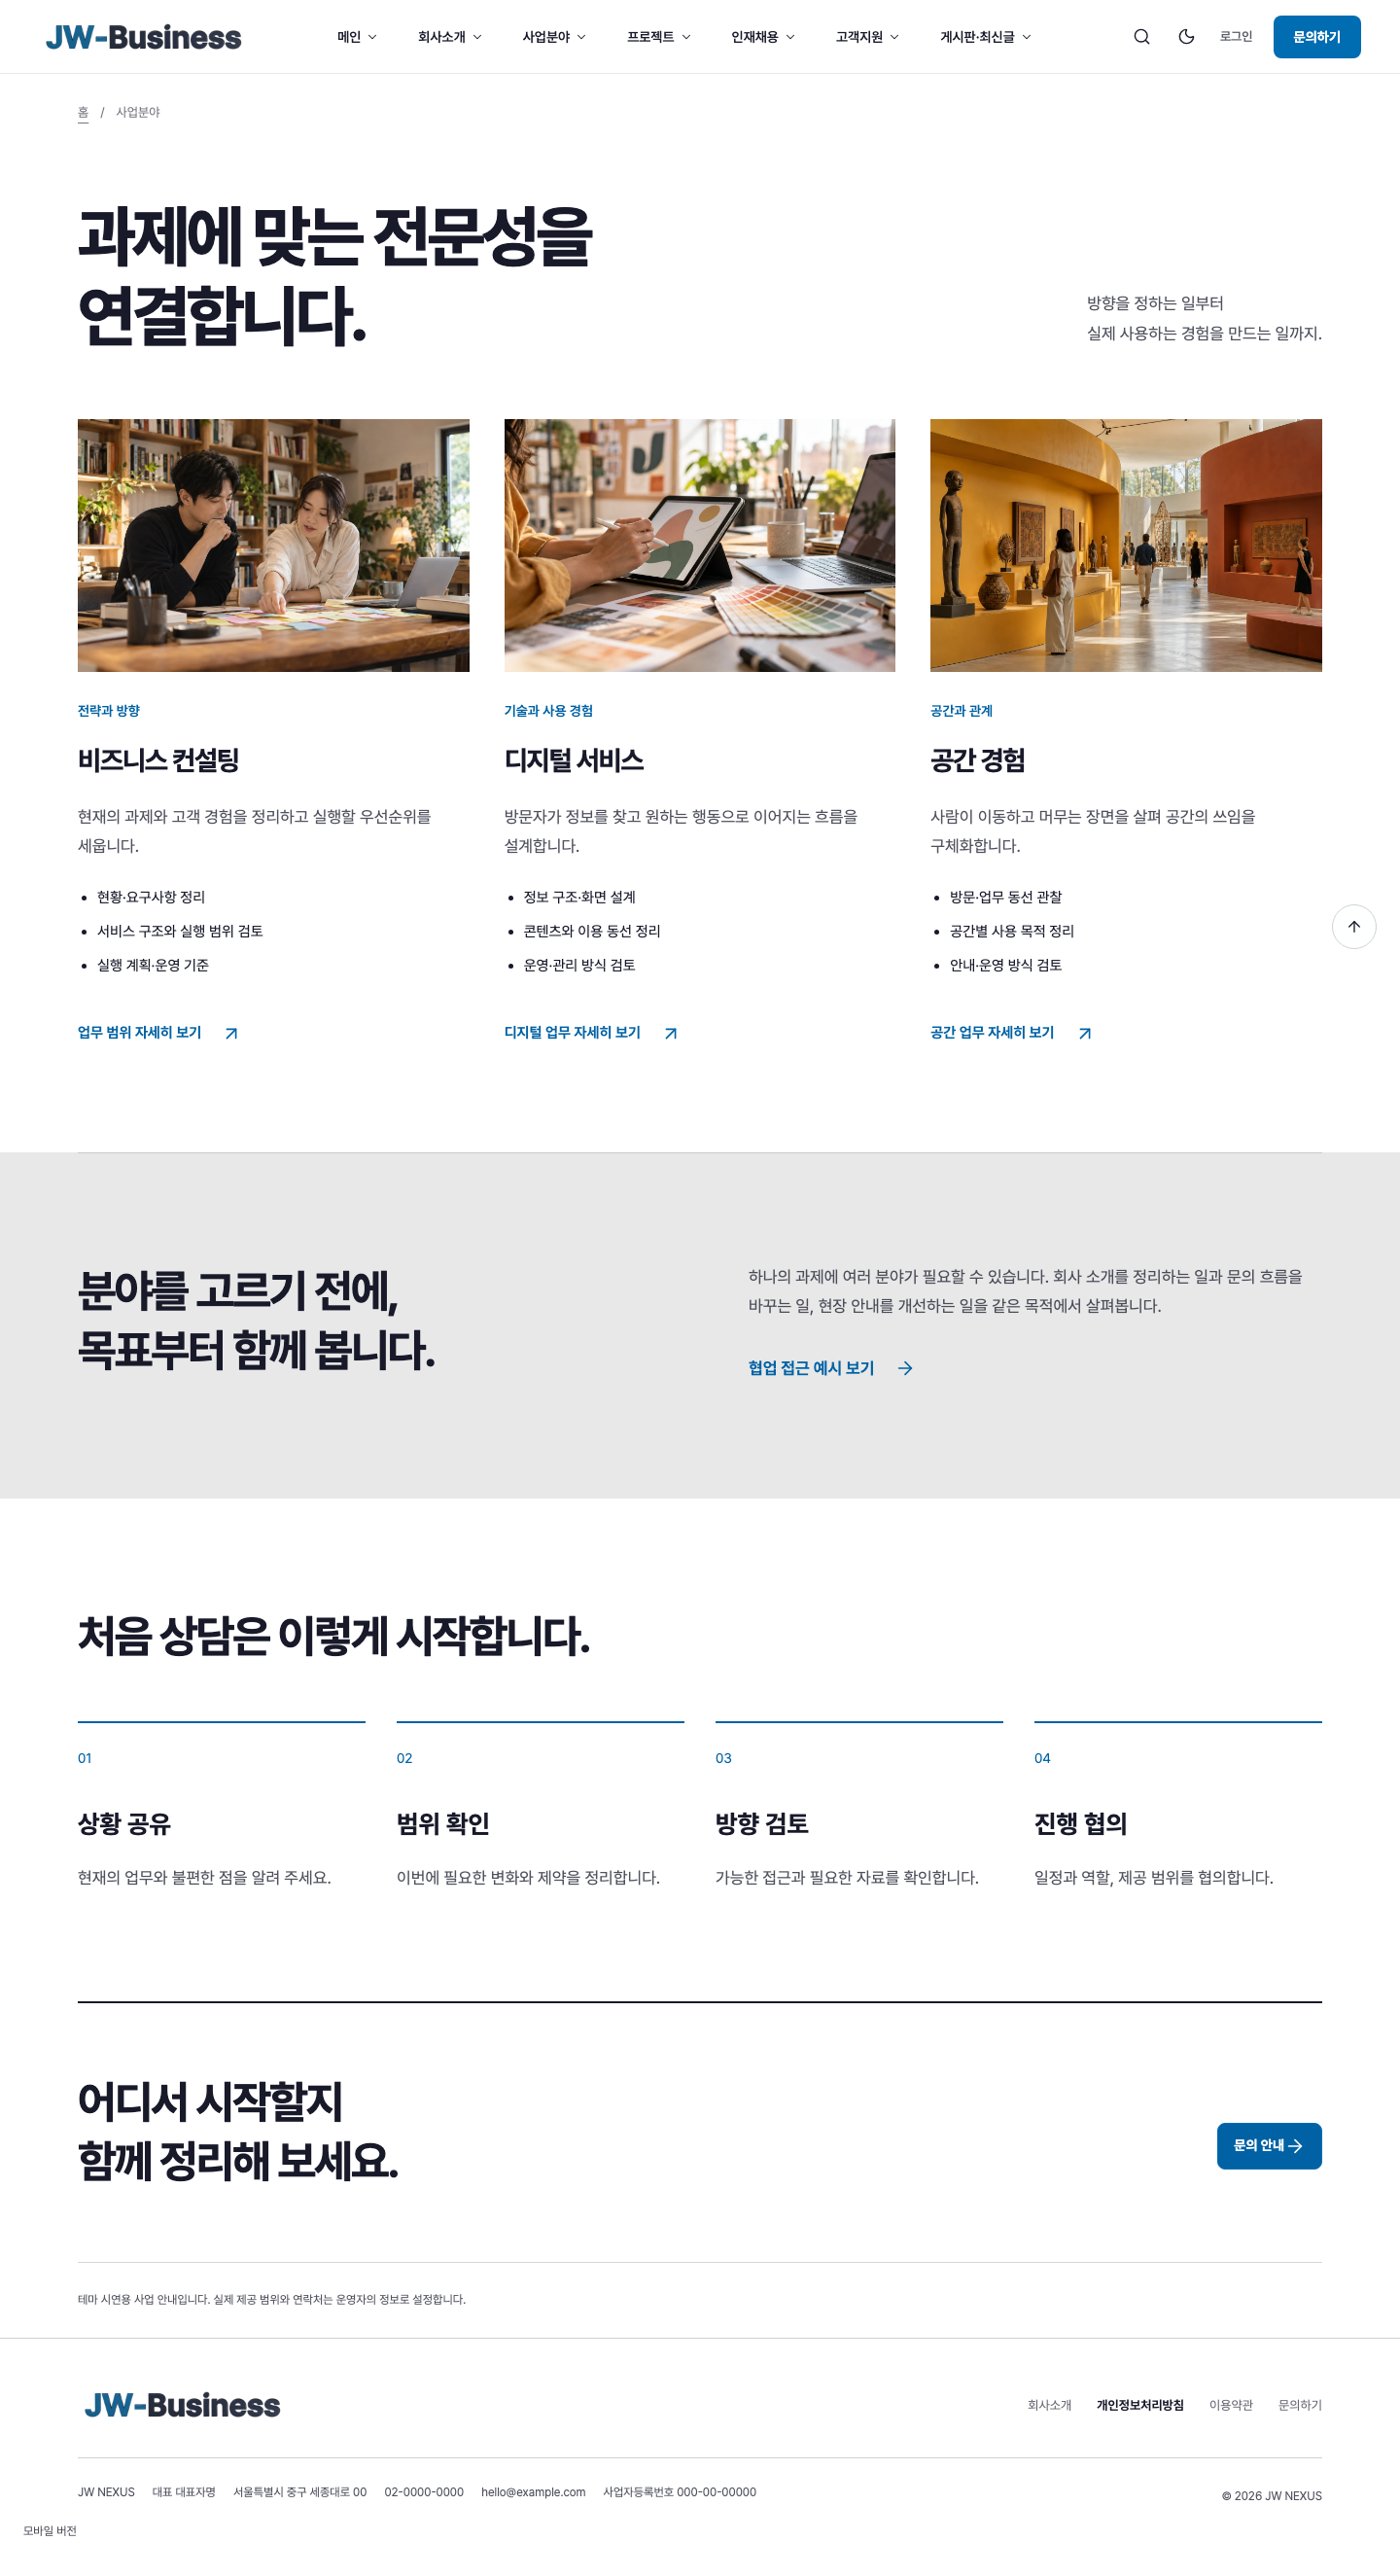 JW-Business
메인
회사소개
사업분야
프로젝트
인재채용
고객지원
게시판·최신글
로그인
문의하기
홈 / 사업분야
과제에 맞는 전문성을
연결합니다.
방향을 정하는 일부터
실제 사용하는 경험을 만드는 일까지.
전략과 방향
비즈니스 컨설팅
현재의 과제와 고객 경험을 정리하고 실행할 우선순위를
세웁니다.
• 현황·요구사항 정리
• 서비스 구조와 실행 범위 검토
• 실행 계획·운영 기준
업무 범위 자세히 보기
기술과 사용 경험
디지털 서비스
방문자가 정보를 찾고 원하는 행동으로 이어지는 흐름을
설계합니다.
• 정보 구조·화면 설계
• 콘텐츠와 이용 동선 정리
• 운영·관리 방식 검토
디지털 업무 자세히 보기
공간과 관계
공간 경험
사람이 이동하고 머무는 장면을 살펴 공간의 쓰임을
구체화합니다.
• 방문·업무 동선 관찰
• 공간별 사용 목적 정리
• 안내·운영 방식 검토
공간 업무 자세히 보기
분야를 고르기 전에,
목표부터 함께 봅니다.
하나의 과제에 여러 분야가 필요할 수 있습니다. 회사 소개를 정리하는 일과 문의 흐름을
바꾸는 일, 현장 안내를 개선하는 일을 같은 목적에서 살펴봅니다.
협업 접근 예시 보기
처음 상담은 이렇게 시작합니다.
01
상황 공유
현재의 업무와 불편한 점을 알려 주세요.
02
범위 확인
이번에 필요한 변화와 제약을 정리합니다.
03
방향 검토
가능한 접근과 필요한 자료를 확인합니다.
04
진행 협의
일정과 역할, 제공 범위를 협의합니다.
어디서 시작할지
함께 정리해 보세요.
문의 안내
테마 시연용 사업 안내입니다. 실제 제공 범위와 연락처는 운영자의 정보로 설정합니다.
JW-Business
회사소개
개인정보처리방침
이용약관
문의하기
JW NEXUS 대표 대표자명 서울특별시 중구 세종대로 00 02-0000-0000 hello@example.com 사업자등록번호 000-00-00000
© 2026 JW NEXUS
모바일 버전